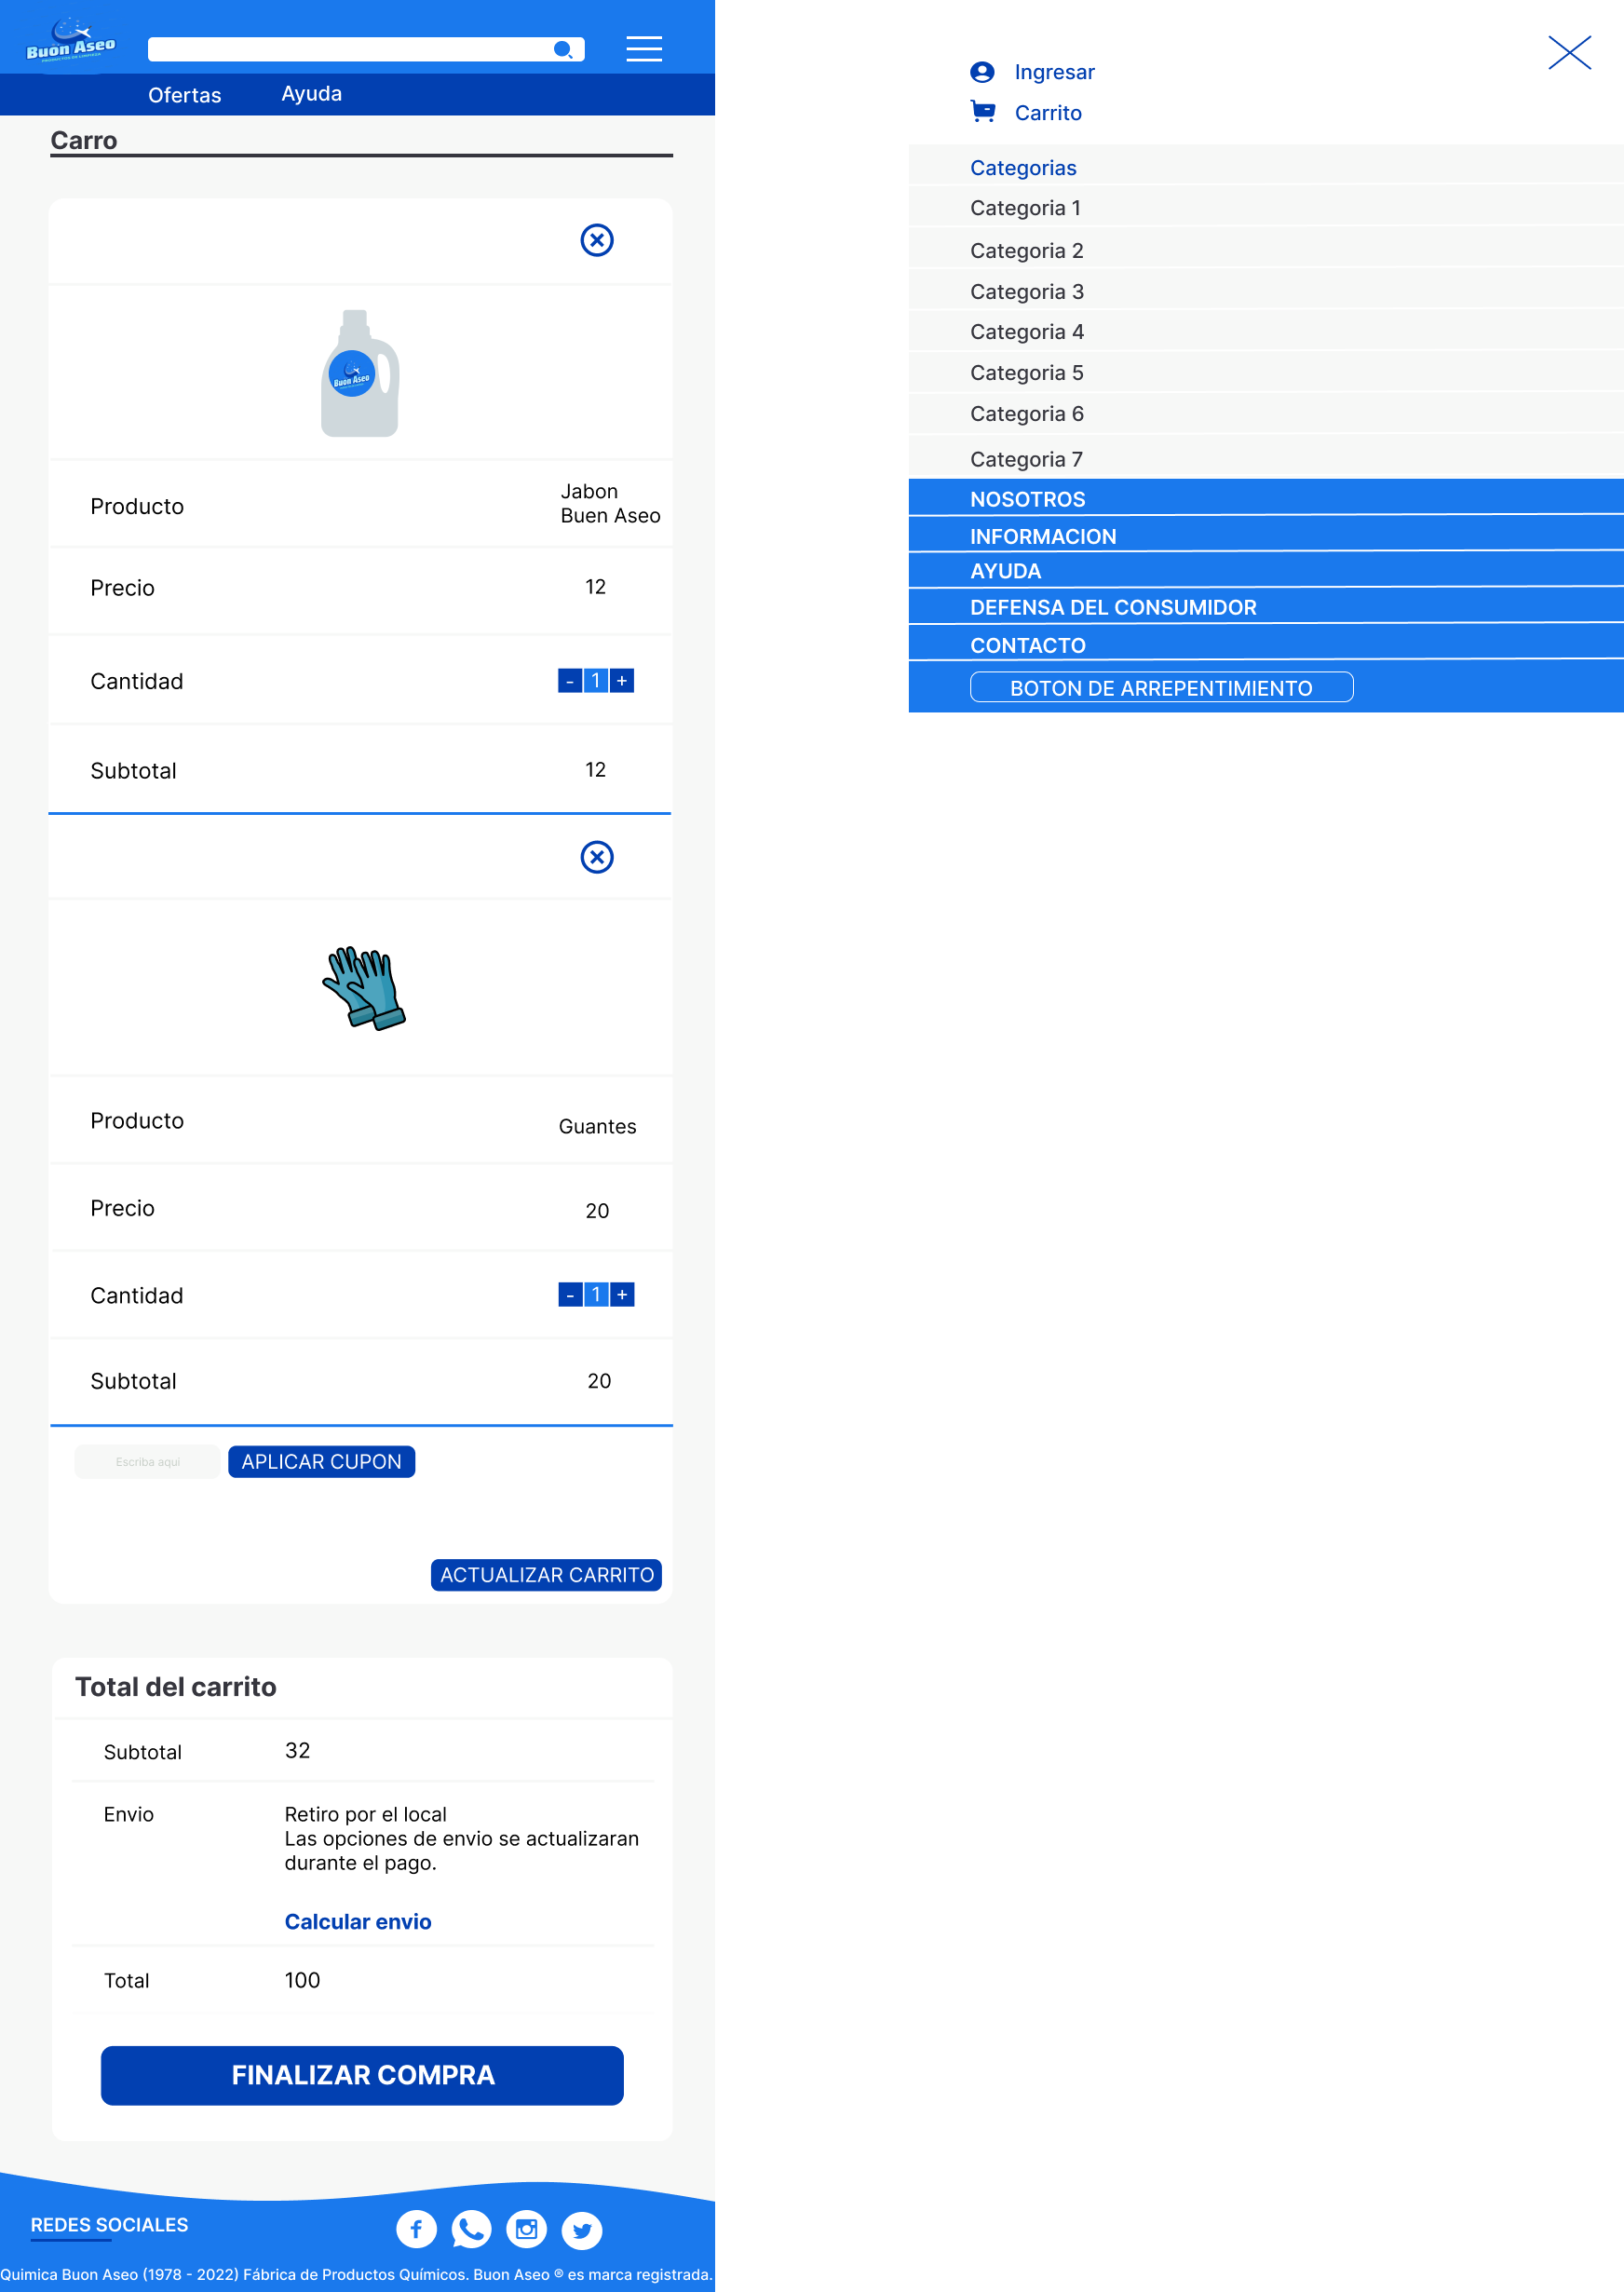 Buon Aseo
PRODUCTOS DE LIMPIEZA
Ofertas
Ayuda
Carro
Buon Aseo
Producto
Jabon
Buen Aseo
Precio
12
Cantidad
- 1 +
Subtotal
12
Producto
Guantes
Precio
20
Cantidad
- 1 +
Subtotal
20
Escriba aqui
APLICAR CUPON
ACTUALIZAR CARRITO
Total del carrito
Subtotal
32
Envio
Retiro por el local
Las opciones de envio se actualizaran
durante el pago.
Calcular envio
Total
100
FINALIZAR COMPRA
REDES SOCIALES
Quimica Buon Aseo (1978 - 2022) Fábrica de Productos Químicos. Buon Aseo ® es marca registrada.
Ingresar
Carrito
Categorias
Categoria 1
Categoria 2
Categoria 3
Categoria 4
Categoria 5
Categoria 6
Categoria 7
NOSOTROS
INFORMACION
AYUDA
DEFENSA DEL CONSUMIDOR
CONTACTO
BOTON DE ARREPENTIMIENTO